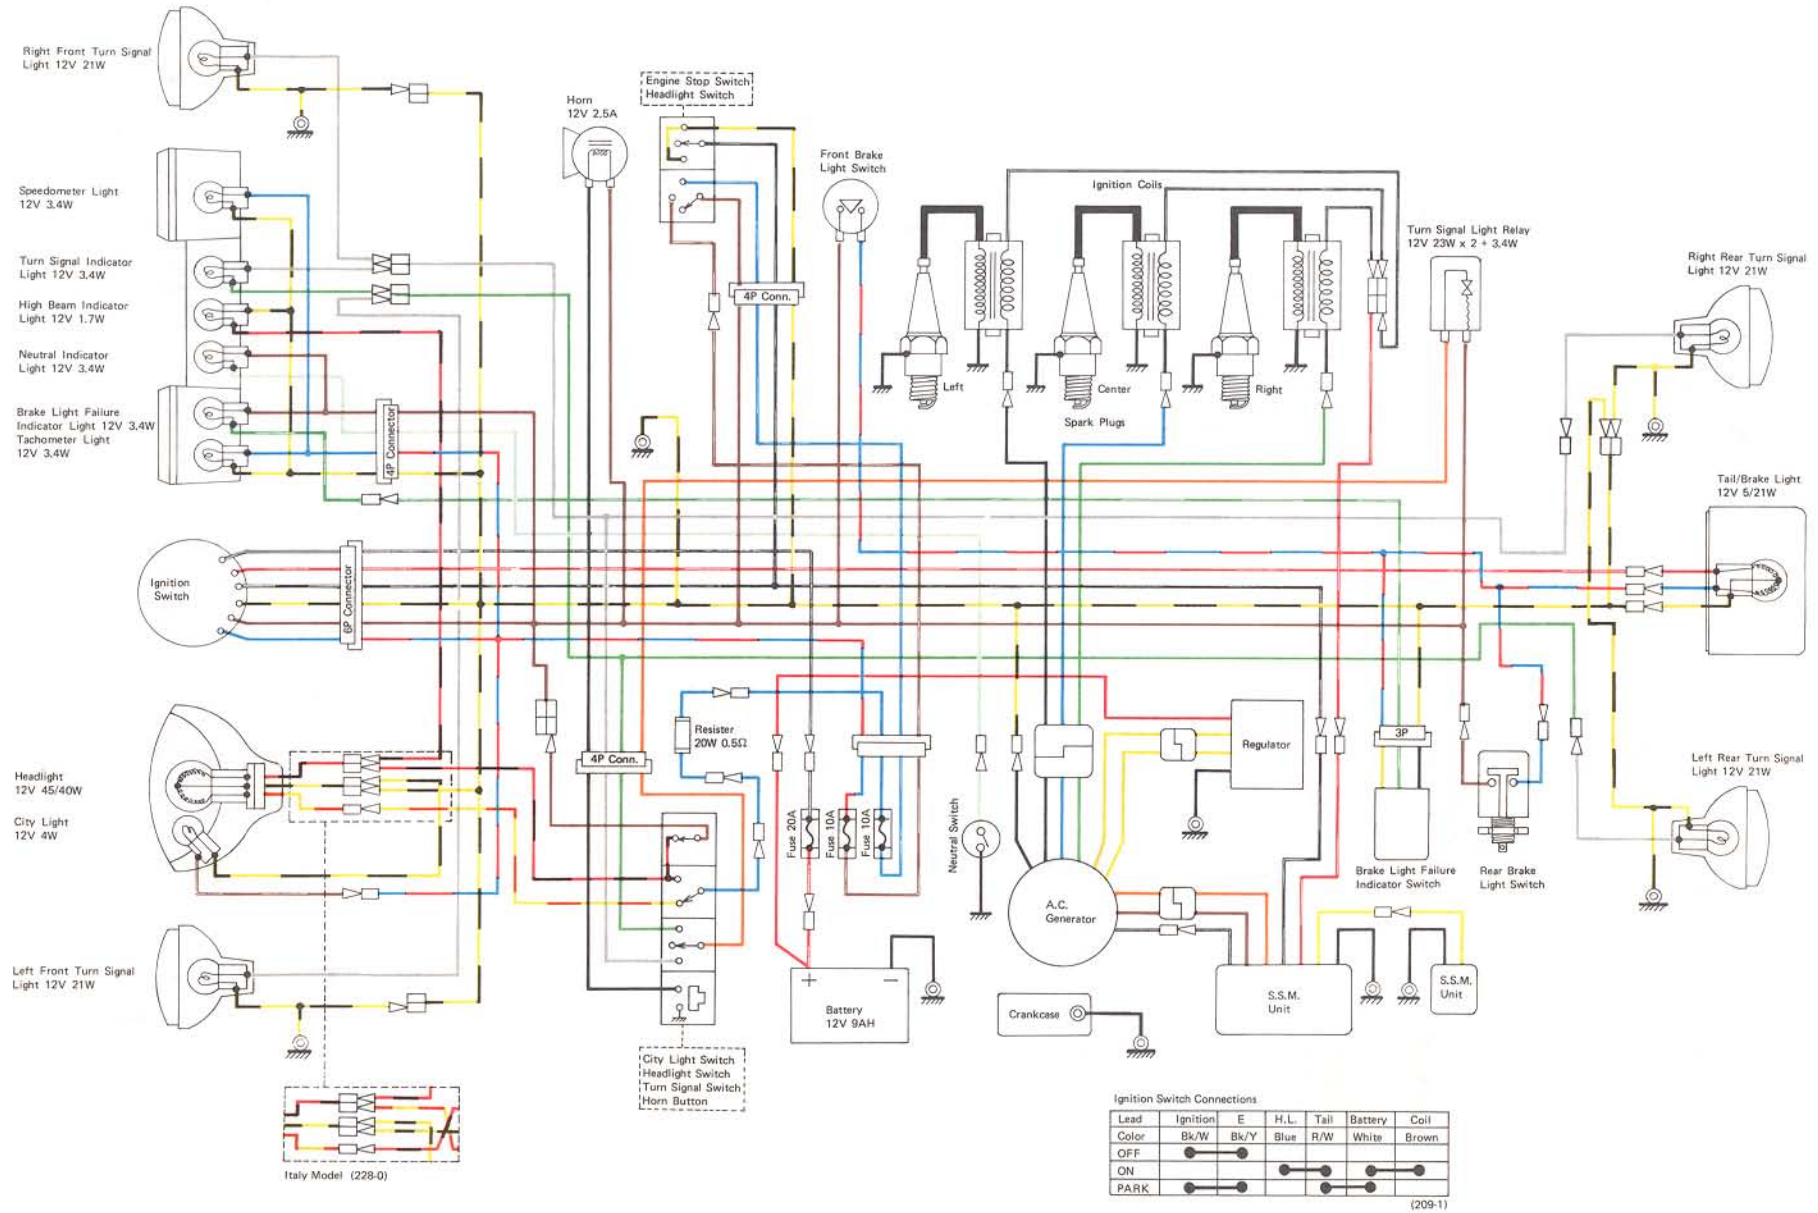 Right Front Turn Signal
Light 12V 21W
Speedometer Light
12V 3.4W
Turn Signal Indicator
Light 12V 3.4W
High Beam Indicator
Light 12V 1.7W
Neutral Indicator
Light 12V 3.4W
Brake Light Failure
Indicator Light 12V 3.4W
Tachometer Light
12V 3.4W
4P Connector
Ignition
Switch
6P Connector
Headlight
12V 45/40W
City Light
12V 4W
Left Front Turn Signal
Light 12V 21W
Italy Model (228-0)
Horn
12V 2.5A
Engine Stop Switch
Headlight Switch
4P Conn.
Front Brake
Light Switch
Ignition Coils
Left
Center
Right
Spark Plugs
Turn Signal Light Relay
12V 23W x 2 + 3.4W
Right Rear Turn Signal
Light 12V 21W
Tail/Brake Light
12V 5/21W
Left Rear Turn Signal
Light 12V 21W
Resister
20W 0.5Ω
4P Conn.
Fuse 20A
Fuse 10A
Fuse 10A
Neutral Switch
Regulator
3P
Brake Light Failure
Indicator Switch
Rear Brake
Light Switch
A.C.
Generator
+
−
Battery
12V 9AH
Crankcase
S.S.M.
Unit
S.S.M.
Unit
City Light Switch
Headlight Switch
Turn Signal Switch
Horn Button
Ignition Switch Connections
Lead Ignition E H.L. Tail Battery Coil
Color Bk/W Bk/Y Blue R/W White Brown
OFF
ON
PARK
(209-1)